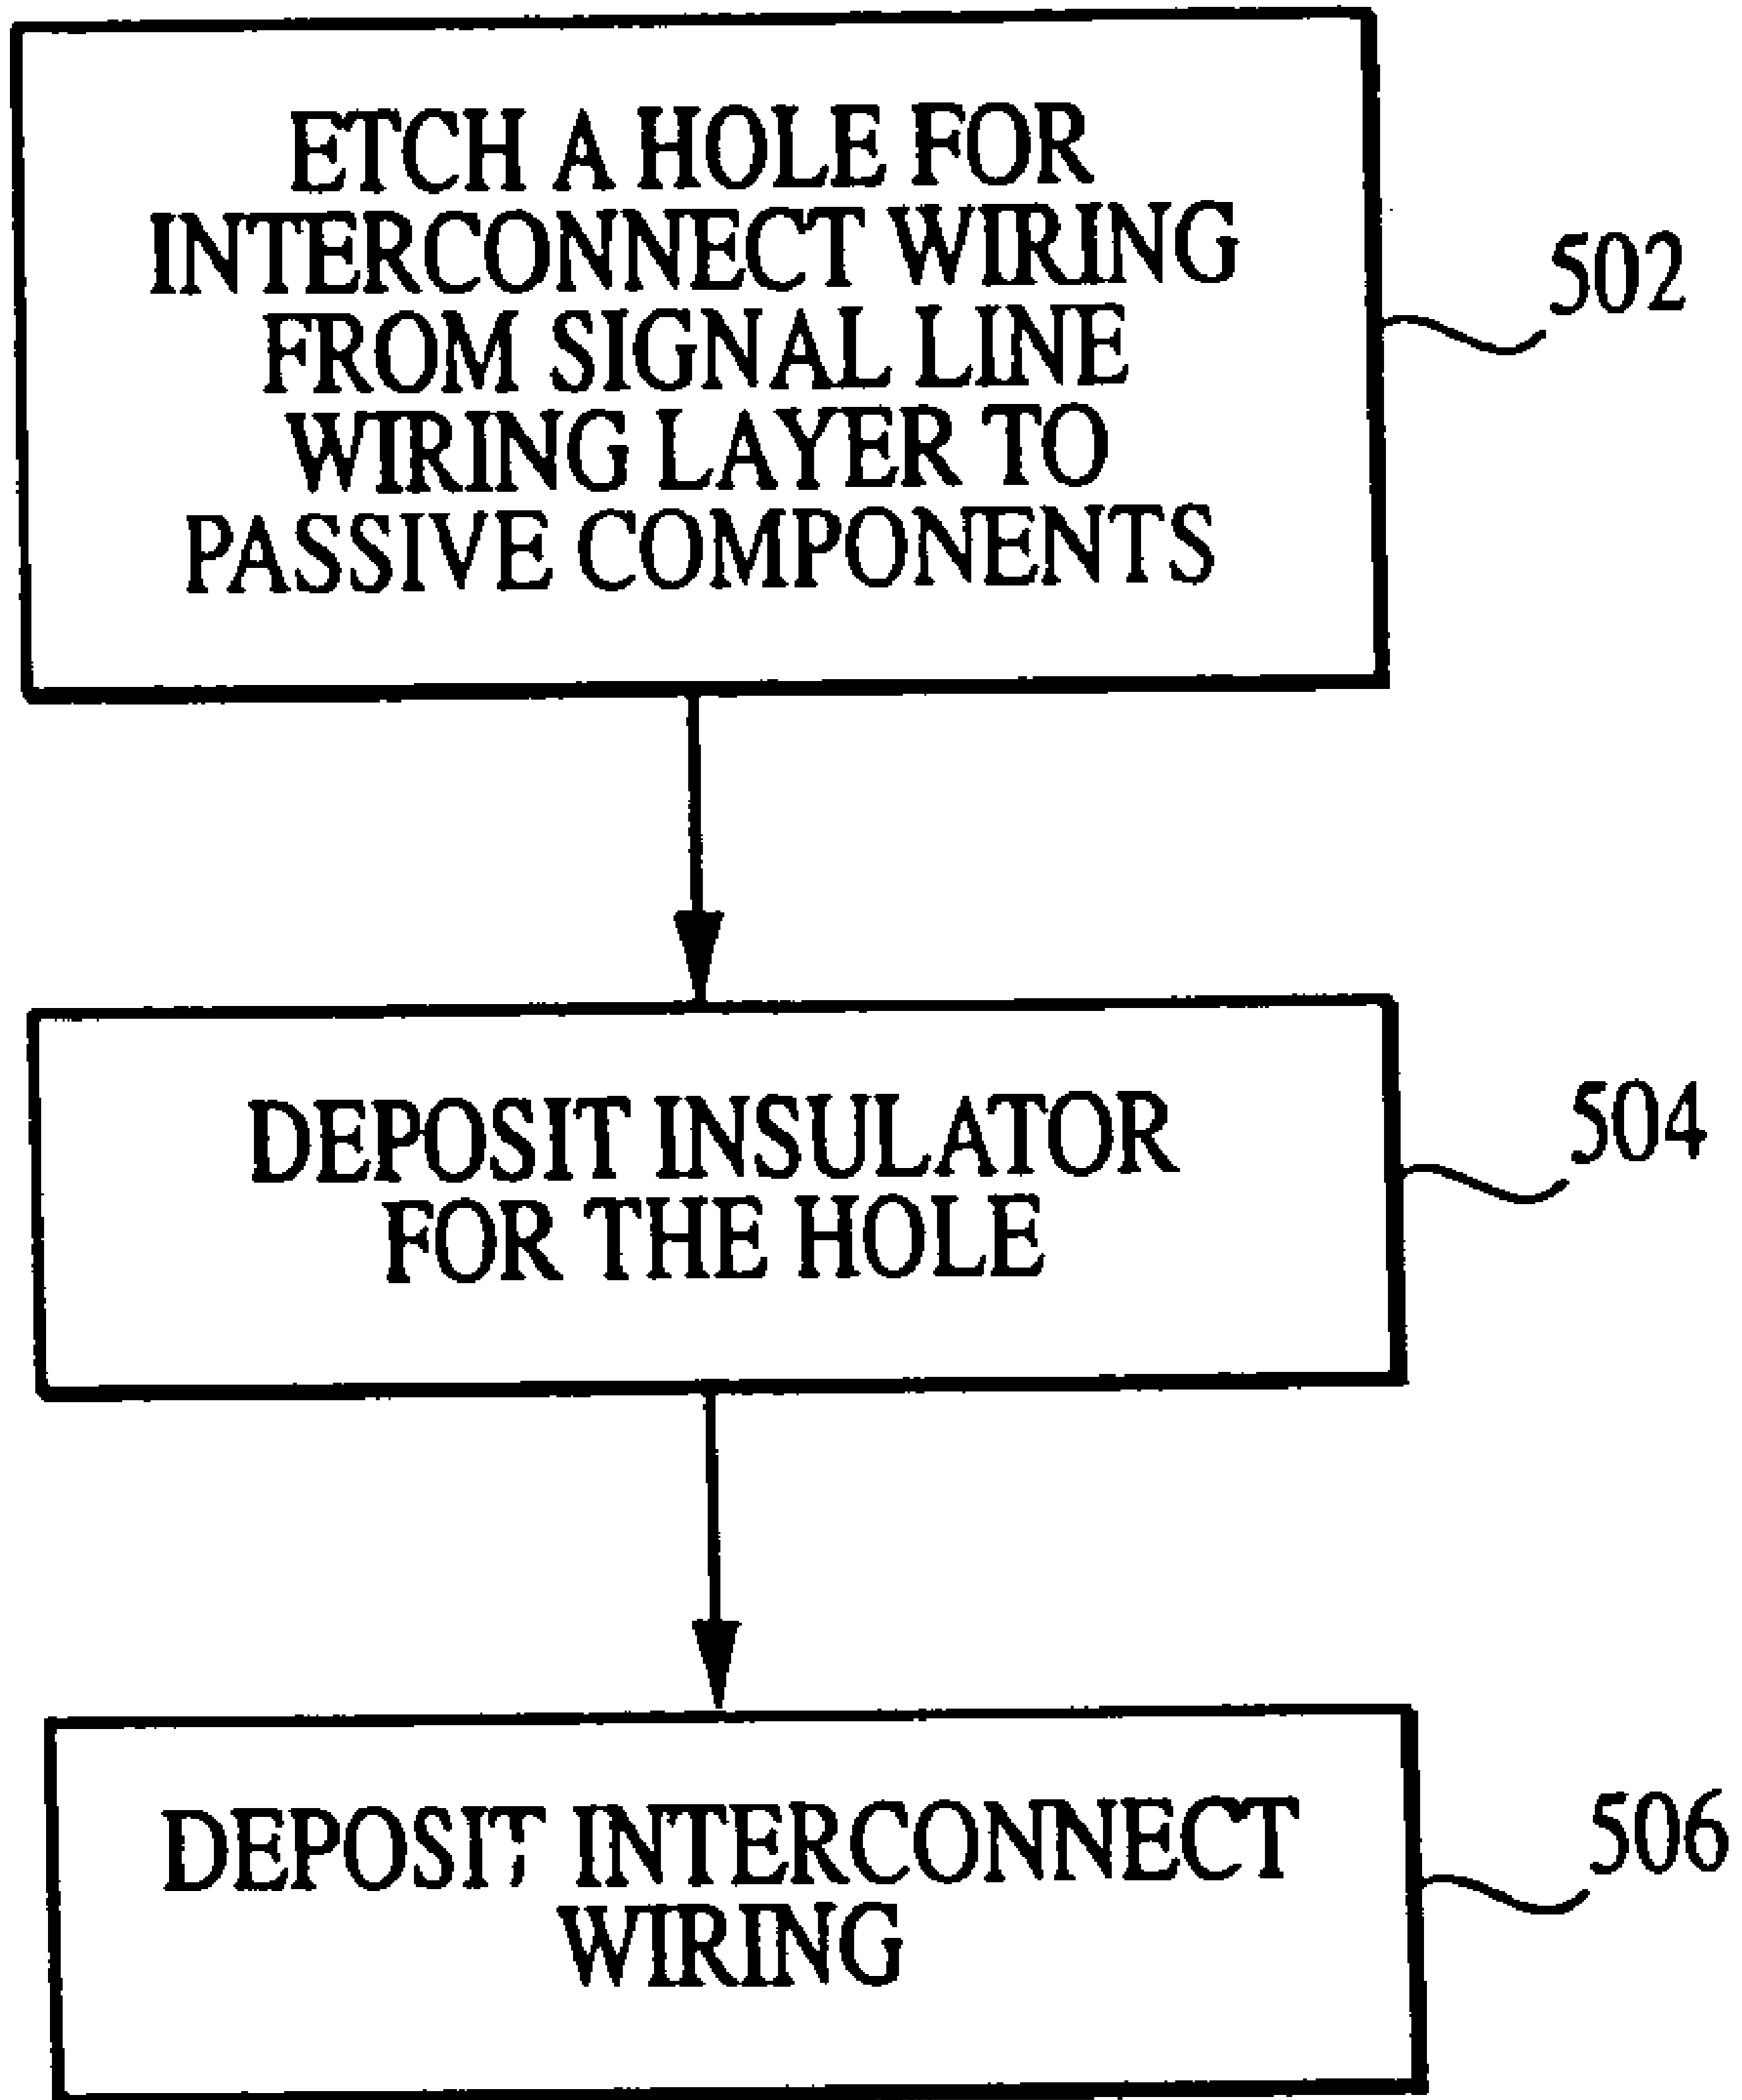 ETCH A HOLE FOR
INTERCONNECT WIRING
FROM SIGNAL LINE
WIRING LAYER TO
PASSIVE COMPONENTS
502
DEPOSIT INSULATOR
FOR THE HOLE
504
DEPOSIT INTERCONNECT
WIRING
506